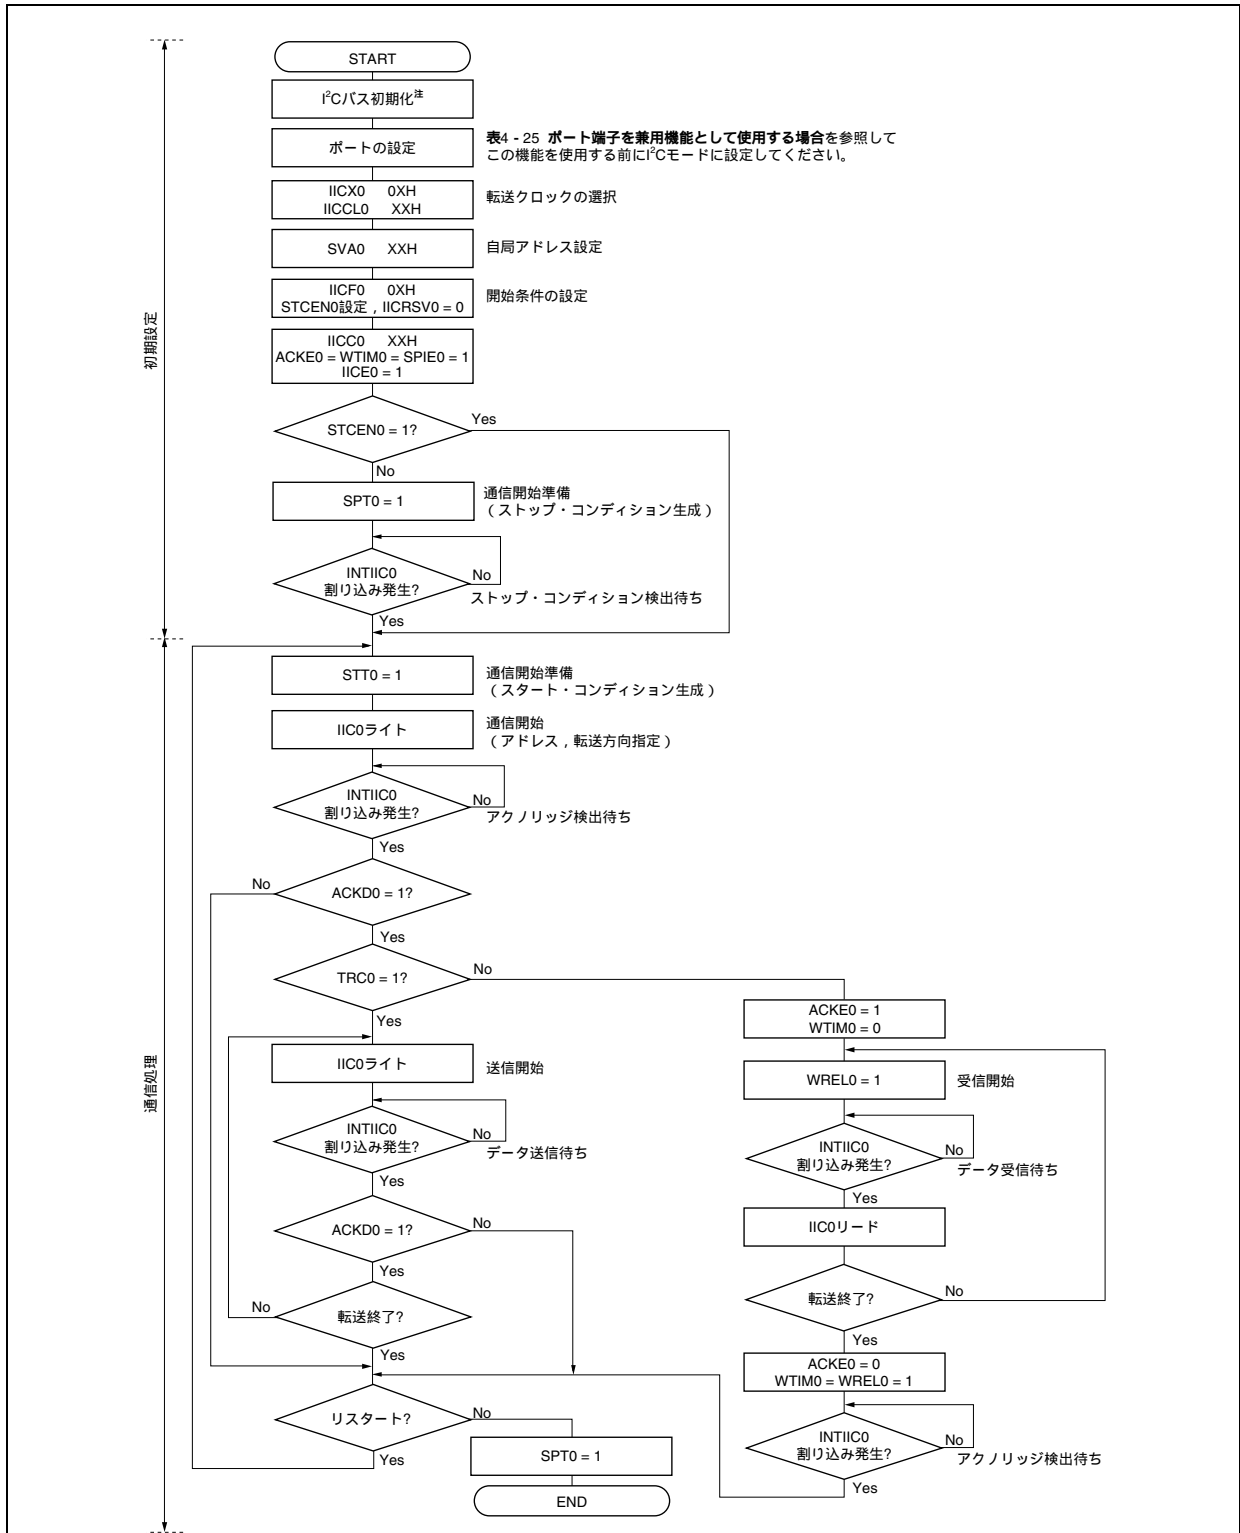 START
I²Cバス初期化注
ポートの設定
表4 - 25 ポート端子を兼用機能として使用する場合を参照して
この機能を使用する前にI²Cモードに設定してください。
IICX0 0XH
IICCL0 XXH
転送クロックの選択
SVA0 XXH
自局アドレス設定
IICF0 0XH
STCEN0設定 , IICRSV0 = 0
開始条件の設定
IICC0 XXH
ACKE0 = WTIM0 = SPIE0 = 1
IICE0 = 1
初期設定
STCEN0 = 1?
Yes
No
SPT0 = 1
通信開始準備
( ストップ・コンディション生成 )
INTIIC0
割り込み発生?
No
ストップ・コンディション検出待ち
Yes
STT0 = 1
通信開始準備
( スタート・コンディション生成 )
IIC0ライト
通信開始
( アドレス , 転送方向指定 )
INTIIC0
割り込み発生?
No
アクノリッジ検出待ち
Yes
No
ACKD0 = 1?
Yes
TRC0 = 1?
No
Yes
通信処理
IIC0ライト
送信開始
INTIIC0
割り込み発生?
No
データ送信待ち
Yes
ACKD0 = 1?
No
Yes
No
転送終了?
Yes
リスタート?
No
Yes
SPT0 = 1
END
ACKE0 = 1
WTIM0 = 0
WREL0 = 1
受信開始
INTIIC0
割り込み発生?
No
データ受信待ち
Yes
IIC0リード
転送終了?
No
Yes
ACKE0 = 0
WTIM0 = WREL0 = 1
INTIIC0
割り込み発生?
No
アクノリッジ検出待ち
Yes